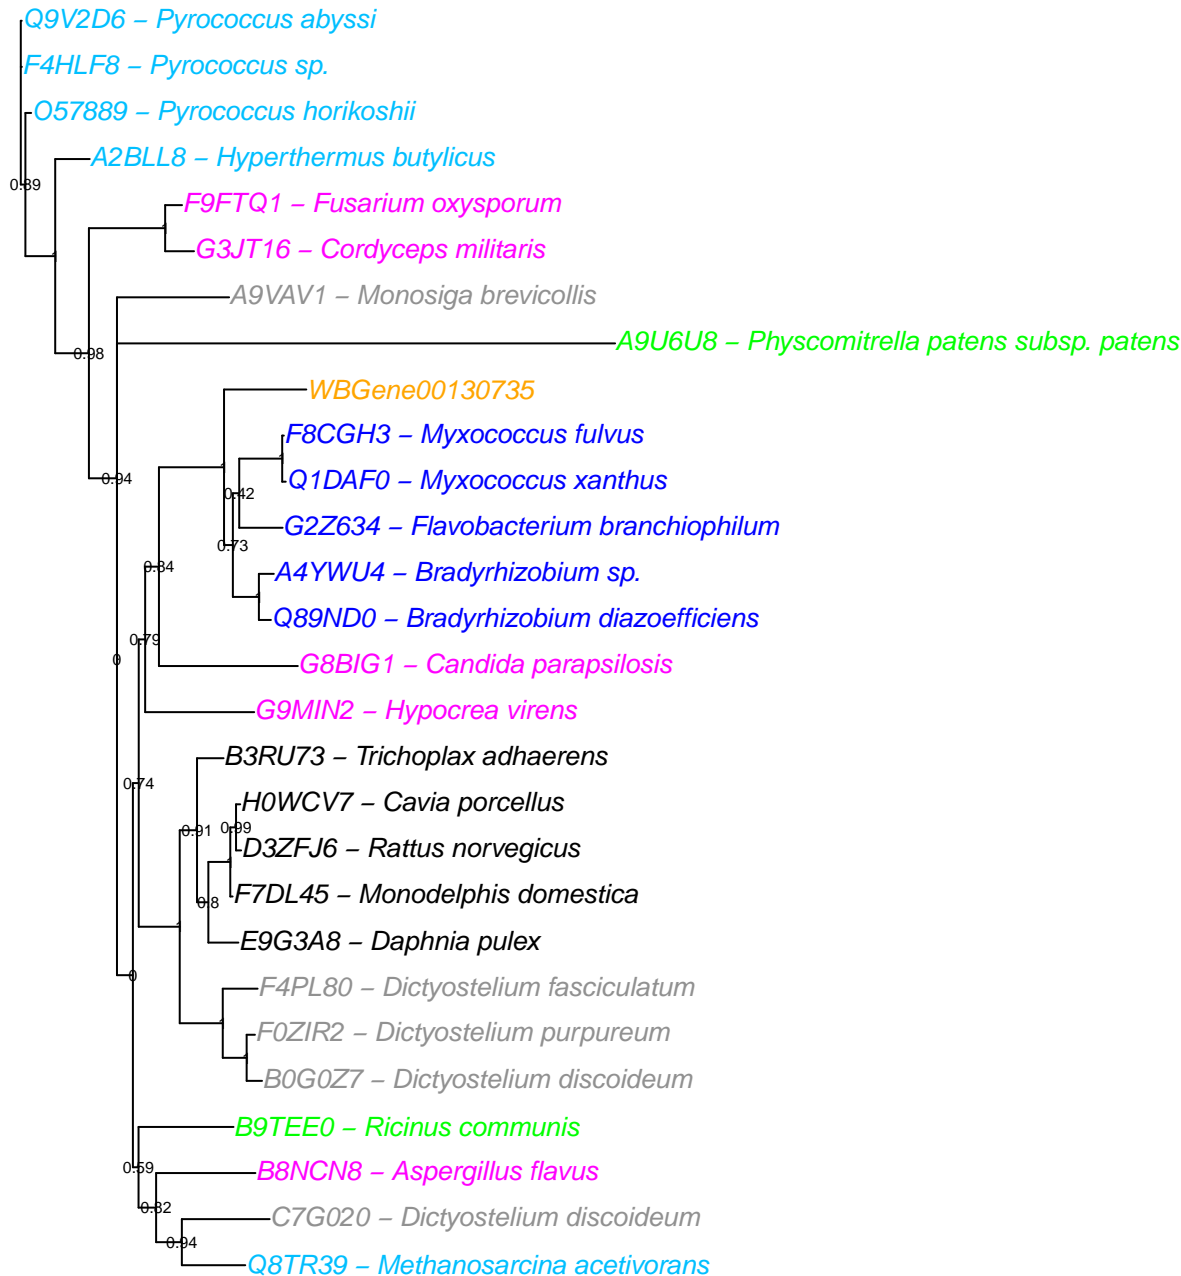 Q9V2D6 – Pyrococcus abyssi
F4HLF8 – Pyrococcus sp.
O57889 – Pyrococcus horikoshii
A2BLL8 – Hyperthermus butylicus
0.89
F9FTQ1 – Fusarium oxysporum
G3JT16 – Cordyceps militaris
A9VAV1 – Monosiga brevicollis
A9U6U8 – Physcomitrella patens subsp. patens
0.98
WBGene00130735
F8CGH3 – Myxococcus fulvus
0.94
Q1DAF0 – Myxococcus xanthus
0.42
G2Z634 – Flavobacterium branchiophilum
0.73
0.84
A4YWU4 – Bradyrhizobium sp.
Q89ND0 – Bradyrhizobium diazoefficiens
0.79
0
G8BIG1 – Candida parapsilosis
G9MIN2 – Hypocrea virens
B3RU73 – Trichoplax adhaerens
0.74
H0WCV7 – Cavia porcellus
0.91
0.99
D3ZFJ6 – Rattus norvegicus
F7DL45 – Monodelphis domestica
0.8
E9G3A8 – Daphnia pulex
0
F4PL80 – Dictyostelium fasciculatum
F0ZIR2 – Dictyostelium purpureum
B0G0Z7 – Dictyostelium discoideum
B9TEE0 – Ricinus communis
0.59
B8NCN8 – Aspergillus flavus
0.82
C7G020 – Dictyostelium discoideum
0.94
Q8TR39 – Methanosarcina acetivorans